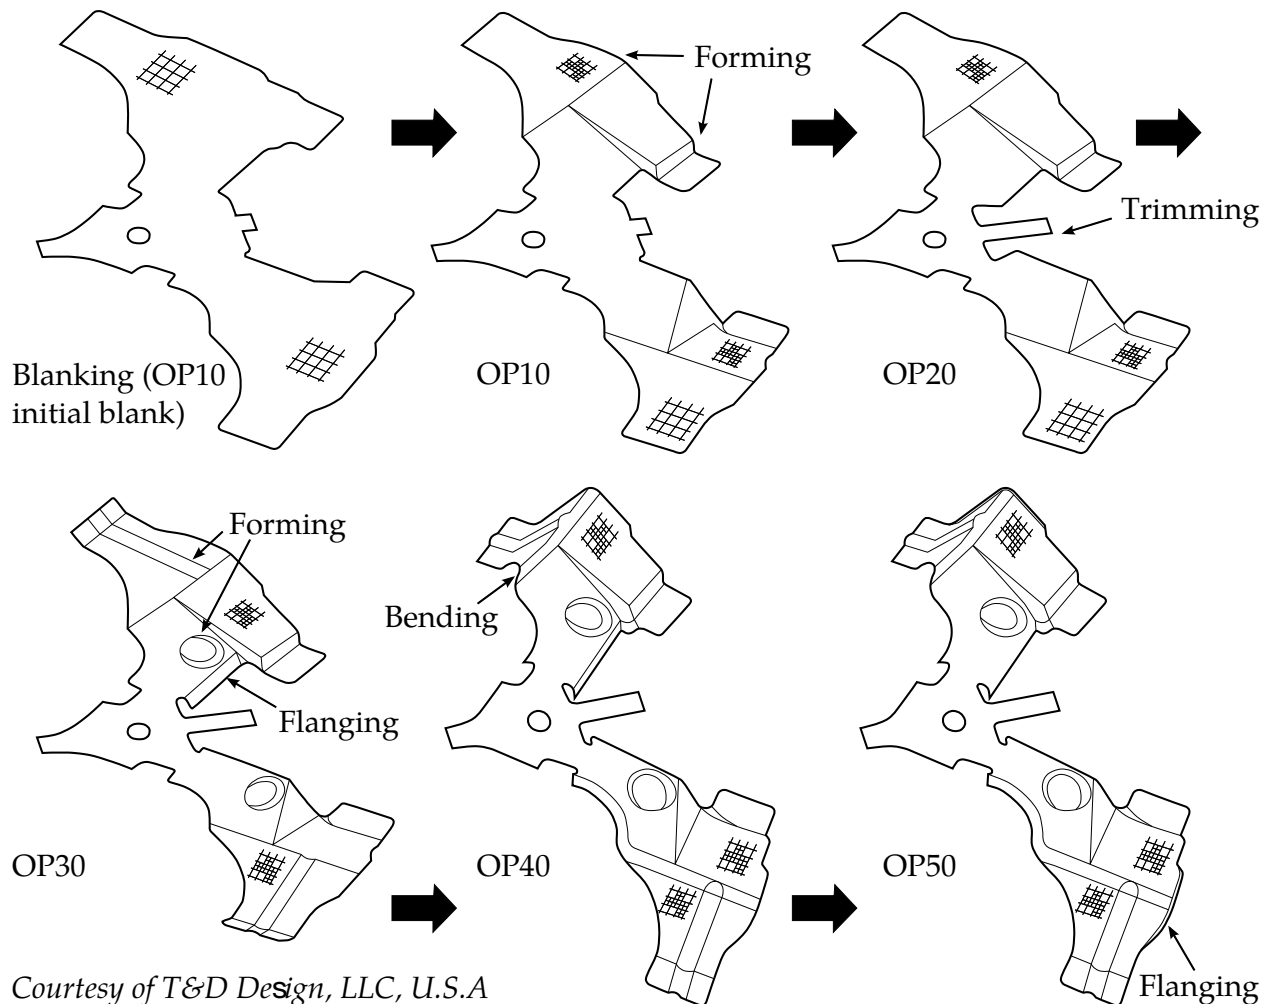 Forming
Trimming
Blanking (OP10
initial blank)
OP10
OP20
Forming
Bending
Flanging
OP30
OP40
OP50
Flanging
Courtesy of T&D Design, LLC, U.S.A